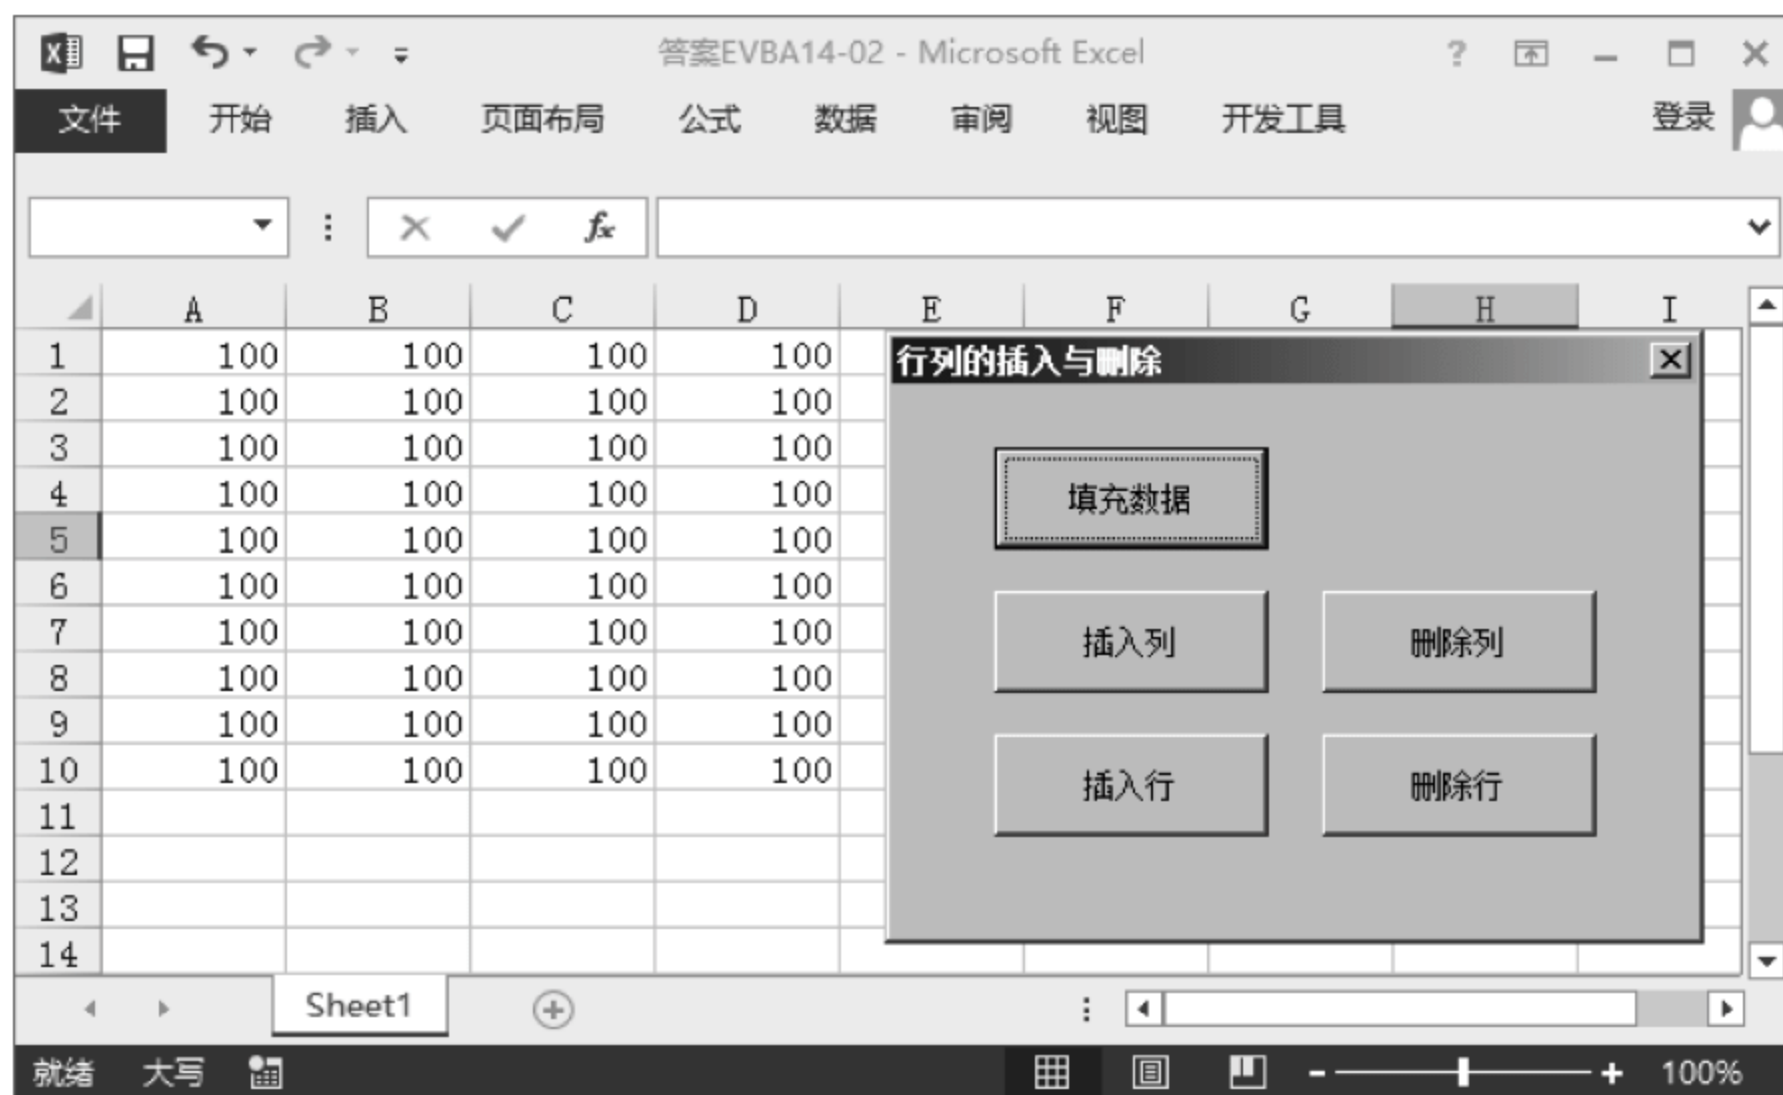 答案EVBA14-02 - Microsoft Excel ?
文件 开始 插入 页面布局 公式 数据 审阅 视图 开发工具 登录
fx
A B C D E F G H I
1 100 100 100 100
2 100 100 100 100
3 100 100 100 100
4 100 100 100 100
5 100 100 100 100
6 100 100 100 100
7 100 100 100 100
8 100 100 100 100
9 100 100 100 100
10 100 100 100 100
11
12
13
14
行列的插入与删除
填充数据
插入列 删除列
插入行 删除行
Sheet1
就绪 大写 100%